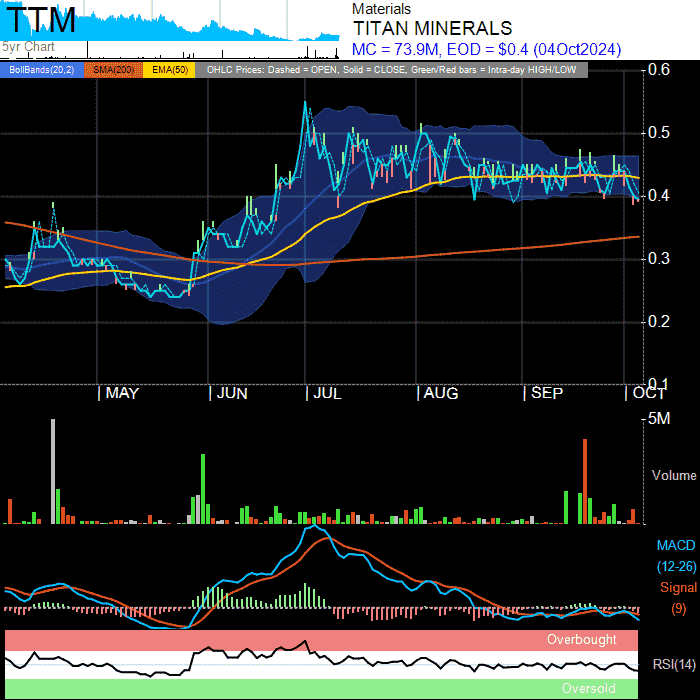 TTM
5yr Chart
Materials
TITAN MINERALS
MC = 73.9M, EOD = $0.4 (04Oct2024)
BollBands(20,2) SMA(200) EMA(50) OHLC Prices: Dashed = OPEN, Solid = CLOSE, Green/Red bars = Intra-day HIGH/LOW
0.6
0.5
0.4
0.3
0.2
0.1
MAY JUN JUL AUG SEP OCT
5M
Volume
MACD
(12-26)
Signal
(9)
Overbought
RSI(14)
Oversold